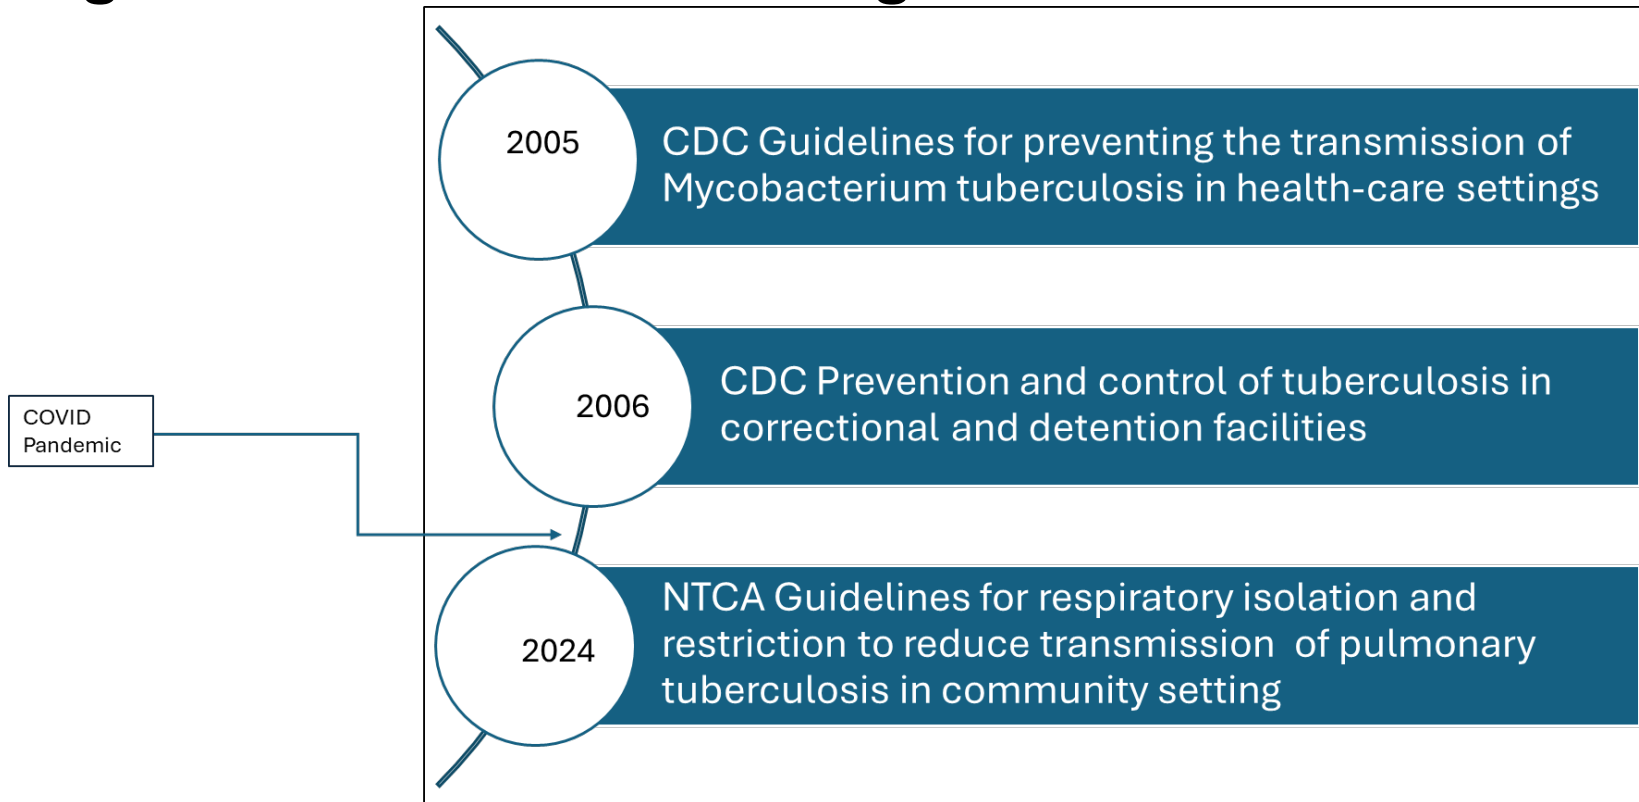 2005
CDC Guidelines for preventing the transmission of
Mycobacterium tuberculosis in health-care settings
2006
CDC Prevention and control of tuberculosis in
correctional and detention facilities
COVID
Pandemic
2024
NTCA Guidelines for respiratory isolation and
restriction to reduce transmission  of pulmonary
tuberculosis in community setting